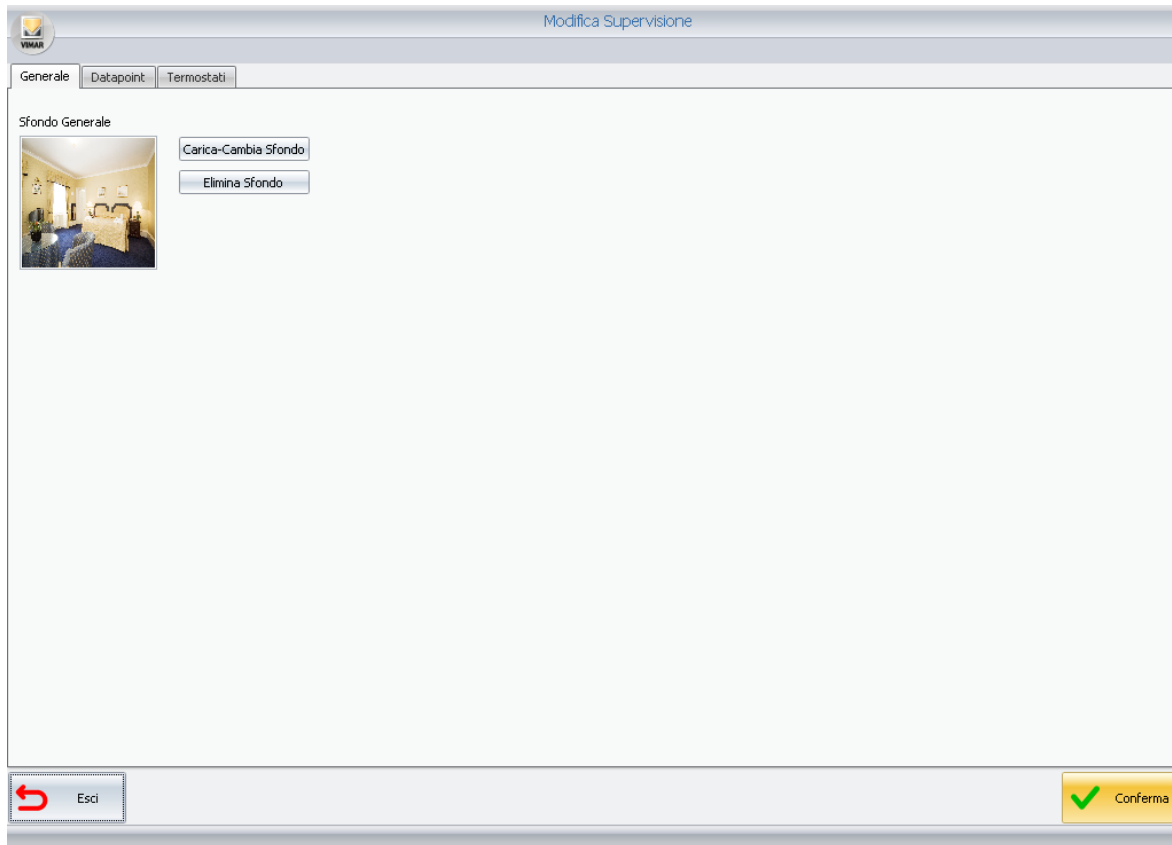 Modifica Supervisione
VIMAR
Generale Datapoint Termostati
Sfondo Generale
Carica-Cambia Sfondo
Elimina Sfondo
Esci Conferma